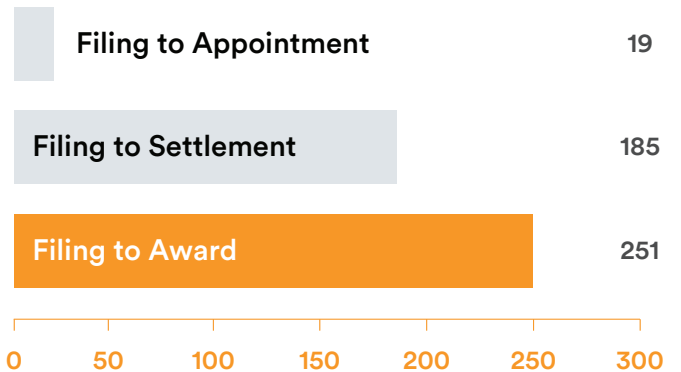 Filing to Appointment 19
Filing to Settlement 185
Filing to Award 251
0 50 100 150 200 250 300